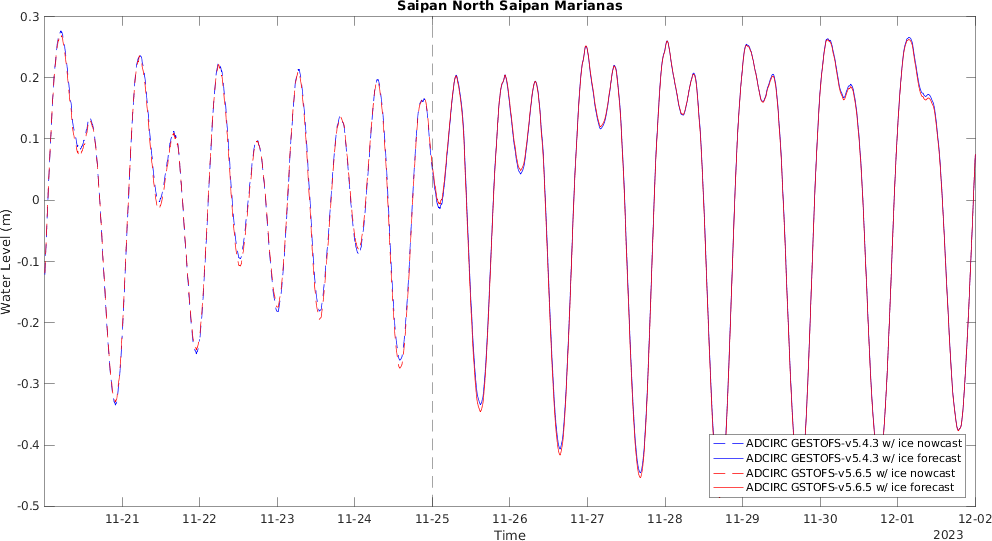 Saipan North Saipan Marianas
0.3
0.2
0.1
0
-0.1
-0.2
-0.3
-0.4
-0.5
Water Level (m)
ADCIRC GESTOFS-v5.4.3 w/ ice nowcast
ADCIRC GESTOFS-v5.4.3 w/ ice forecast
ADCIRC GSTOFS-v5.6.5 w/ ice nowcast
ADCIRC GSTOFS-v5.6.5 w/ ice forecast
11-21 11-22 11-23 11-24 11-25 11-26 11-27 11-28 11-29 11-30 12-01 12-02
Time
2023